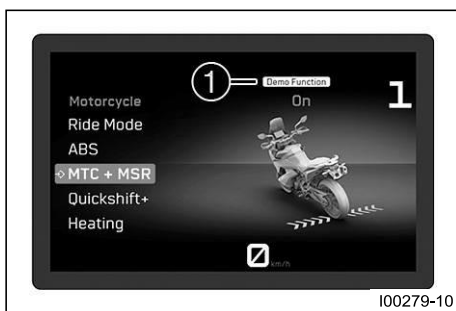 1
Demo Function
Motorcycle
On
1
Ride Mode
ABS
MTC + MSR
Quickshift+
Heating
0 km/h
I00279-10